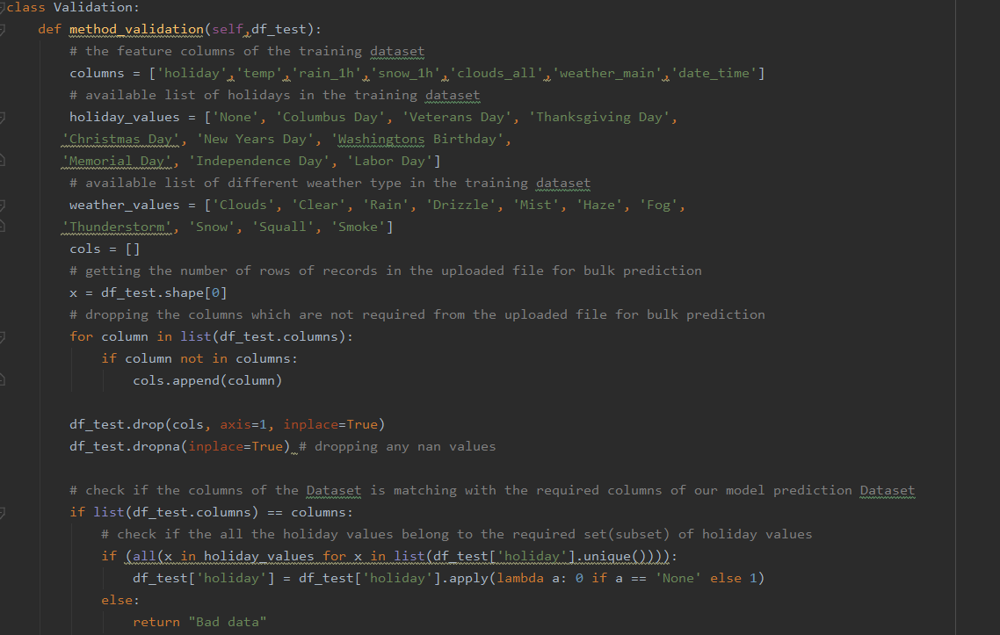 class Validation:
    def method_validation(self,df_test):
        # the feature columns of the training dataset
        columns = ['holiday','temp','rain_1h','snow_1h','clouds_all','weather_main','date_time']
        # available list of holidays in the training dataset
        holiday_values = ['None', 'Columbus Day', 'Veterans Day', 'Thanksgiving Day',
       'Christmas Day', 'New Years Day', 'Washingtons Birthday',
       'Memorial Day', 'Independence Day', 'Labor Day']
        # available list of different weather type in the training dataset
        weather_values = ['Clouds', 'Clear', 'Rain', 'Drizzle', 'Mist', 'Haze', 'Fog',
       'Thunderstorm', 'Snow', 'Squall', 'Smoke']
        cols = []
        # getting the number of rows of records in the uploaded file for bulk prediction
        x = df_test.shape[0]
        # dropping the columns which are not required from the uploaded file for bulk prediction
        for column in list(df_test.columns):
            if column not in columns:
                cols.append(column)

        df_test.drop(cols, axis=1, inplace=True)
        df_test.dropna(inplace=True) # dropping any nan values

        # check if the columns of the Dataset is matching with the required columns of our model prediction Dataset
        if list(df_test.columns) == columns:
            # check if the all the holiday values belong to the required set(subset) of holiday values
            if (all(x in holiday_values for x in list(df_test['holiday'].unique()))):
                df_test['holiday'] = df_test['holiday'].apply(lambda a: 0 if a == 'None' else 1)
            else:
                return "Bad data"